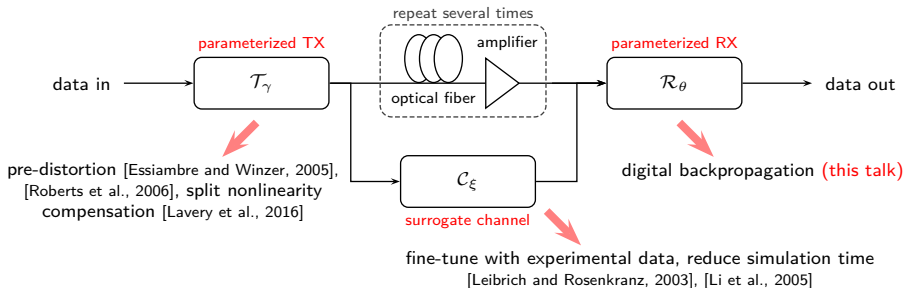 repeat several times
parameterized TX
amplifier
parameterized RX
data in
𝒯γ
optical fiber
ℛθ
data out
pre-distortion [Essiambre and Winzer, 2005],
[Roberts et al., 2006], split nonlinearity
compensation [Lavery et al., 2016]
𝒞ξ
surrogate channel
digital backpropagation (this talk)
fine-tune with experimental data, reduce simulation time
[Leibrich and Rosenkranz, 2003], [Li et al., 2005]